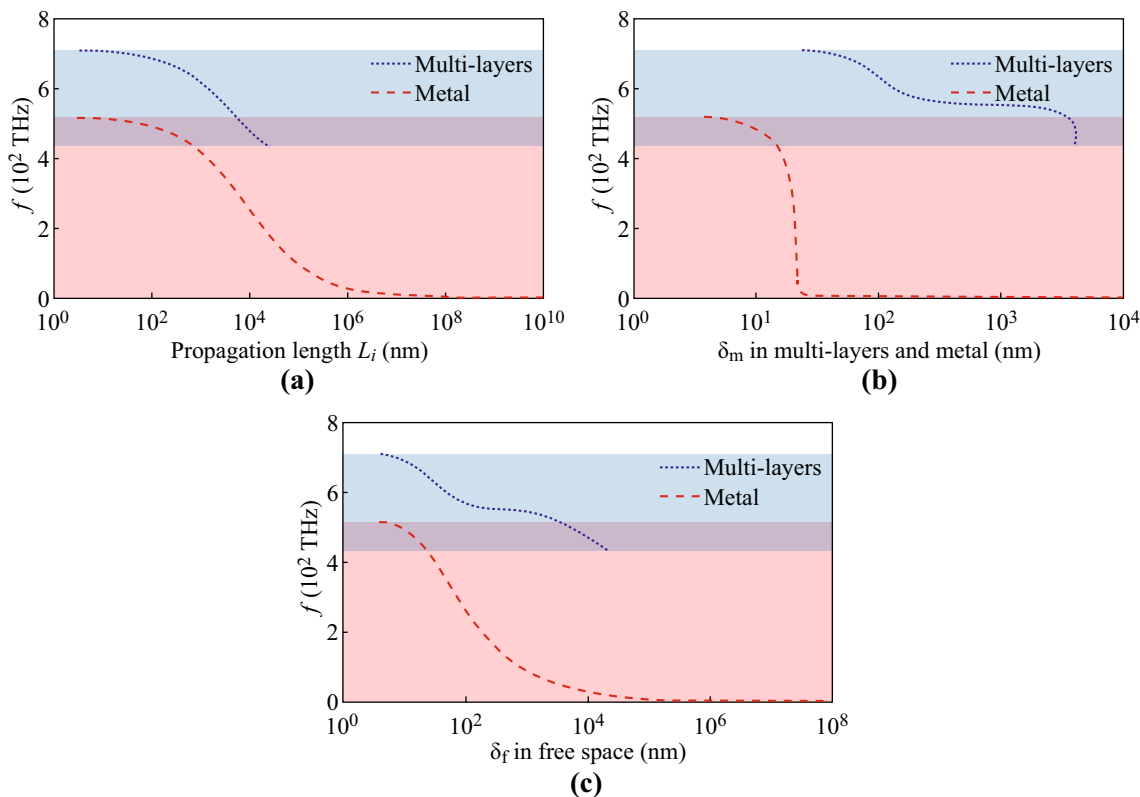 8
6
4
2
0
f (10² THz)
Multi-layers
Metal
10⁰
10²
10⁴
10⁶
10⁸
10¹⁰
Propagation length Lᵢ (nm)
(a)
8
6
4
2
0
f (10² THz)
Multi-layers
Metal
10⁰
10¹
10²
10³
10⁴
δₘ in multi-layers and metal (nm)
(b)
8
6
4
2
0
f (10² THz)
Multi-layers
Metal
10⁰
10²
10⁴
10⁶
10⁸
δf in free space (nm)
(c)